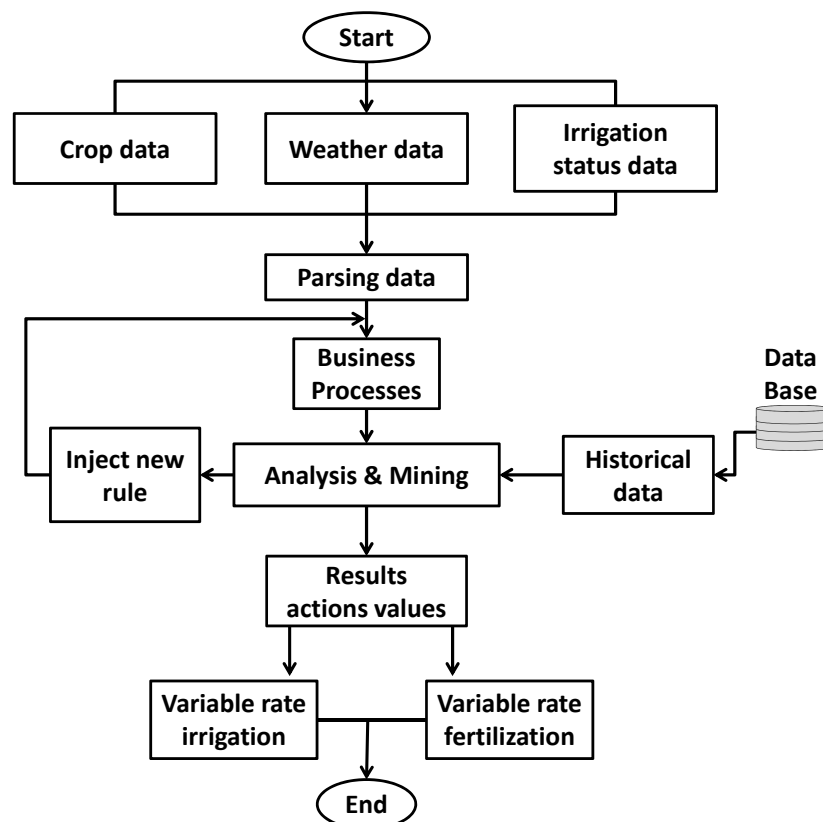 Start
Crop data
Weather data
Irrigation
status data
Parsing data
Business
Processes
Data
Base
Inject new
rule
Analysis & Mining
Historical
data
Results
actions values
Variable rate
irrigation
Variable rate
fertilization
End